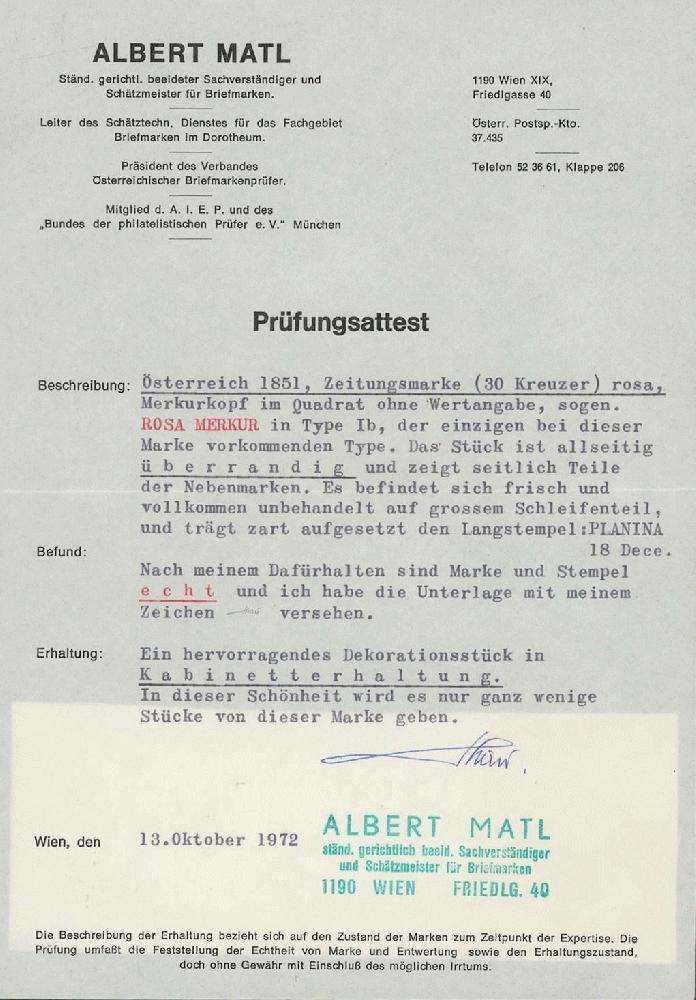 ALBERT MATL
Ständ. gerichtl. beeideter Sachverständiger und
Schätzmeister für Briefmarken.
Leiter des Schätztechn. Dienstes für das Fachgebiet
Briefmarken im Dorotheum.
Präsident des Verbandes
Österreichischer Briefmarkenprüfer.
Mitglied d. A. I. E. P. und des
„Bundes der philatelistischen Prüfer e. V.“ München
1190 Wien XIX,
Friedlgasse 40
Österr. Postsp.-Kto.
37.435
Telefon 52 36 61, Klappe 206
Prüfungsattest
Beschreibung: Österreich 1851, Zeitungsmarke (30 Kreuzer) rosa,
Merkurkopf im Quadrat ohne Wertangabe, sogen.
ROSA MERKUR in Type Ib, der einzigen bei dieser
Marke vorkommenden Type. Das Stück ist allseitig
ü b e r r a n d i g und zeigt seitlich Teile
der Nebenmarken. Es befindet sich frisch und
vollkommen unbehandelt auf grossem Schleifenteil,
und trägt zart aufgesetzt den Langstempel:PLANINA
18 Dece.
Befund:
Nach meinem Dafürhalten sind Marke und Stempel
e c h t und ich habe die Unterlage mit meinem
Zeichen versehen.
Erhaltung: Ein hervorragendes Dekorationsstück in
K a b i n e t t e r h a l t u n g.
In dieser Schönheit wird es nur ganz wenige
Stücke von dieser Marke geben.
Wien, den 13.Oktober 1972
ALBERT MATL
ständ. gerichtlich beeid. Sachverständiger
und Schätzmeister für Briefmarken
1190 WIEN FRIEDLG. 40
Die Beschreibung der Erhaltung bezieht sich auf den Zustand der Marken zum Zeitpunkt der Expertise. Die
Prüfung umfaßt die Feststellung der Echtheit von Marke und Entwertung sowie den Erhaltungszustand,
doch ohne Gewähr mit Einschluß des möglichen Irrtums.